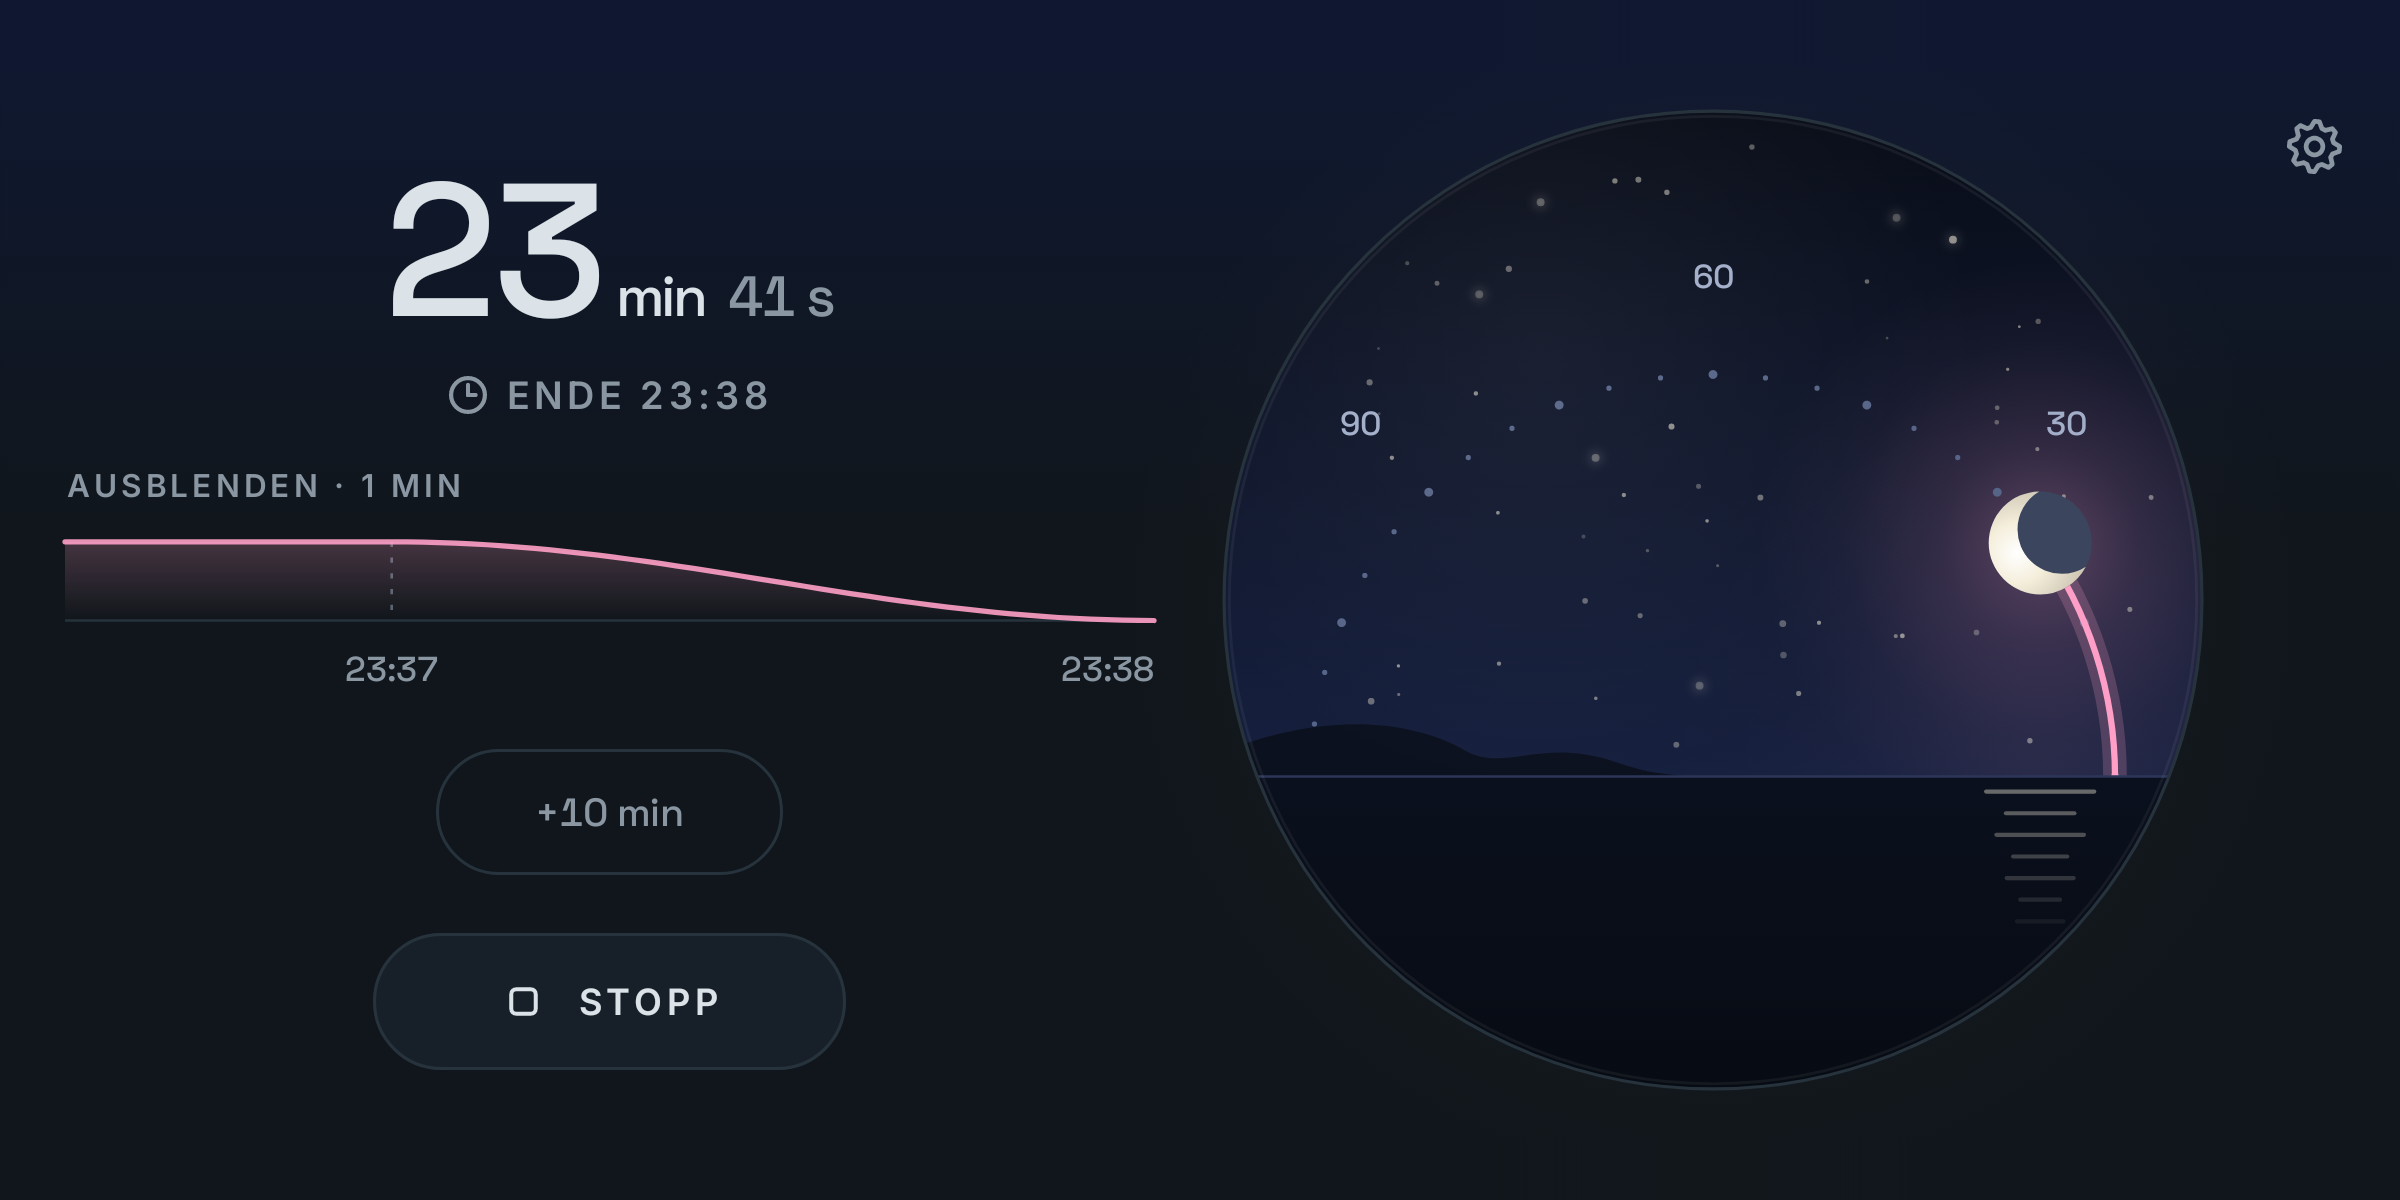 23 min 41 s
ENDE 23:38
AUSBLENDEN · 1 MIN
23:37 23:38
+10 min
STOPP
60
90 30